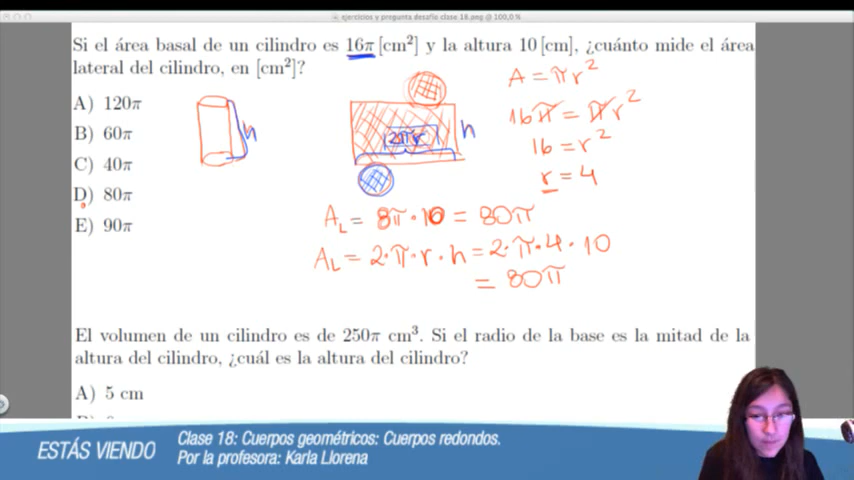 ejercicios y pregunta desafío clase 18.png @ 100,0 %
Si el área basal de un cilindro es 16π [cm²] y la altura 10 [cm], ¿cuánto mide el área
lateral del cilindro, en [cm²]?
A) 120π
B) 60π
C) 40π
D) 80π
E) 90π
h
2πr
h
A = πr²
16π = πr²
16 = r²
r = 4
A_L = 8π·10 = 80π
A_L = 2·π·r·h = 2·π·4·10
= 80π
El volumen de un cilindro es de 250π cm³. Si el radio de la base es la mitad de la
altura del cilindro, ¿cuál es la altura del cilindro?
A) 5 cm
ESTÁS VIENDO
Clase 18: Cuerpos geométricos: Cuerpos redondos.
Por la profesora: Karla Llorena